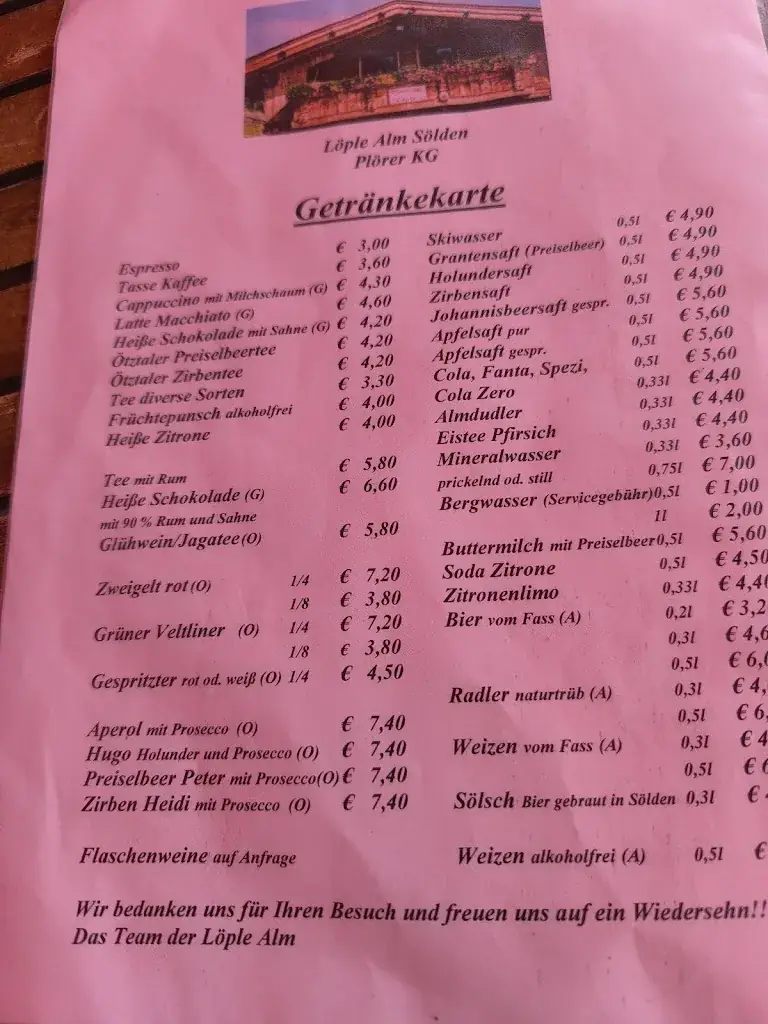 Löple Alm Sölden
Plörer KG
Getränkekarte
Espresso € 3,00
Tasse Kaffee € 3,60
Cappuccino mit Milchschaum (G) € 4,30
Latte Macchiato (G) € 4,60
Heiße Schokolade mit Sahne (G) € 4,20
Ötztaler Preiselbeertee € 4,20
Ötztaler Zirbentee € 4,20
Tee diverse Sorten € 3,30
Früchtepunsch alkoholfrei € 4,00
Heiße Zitrone € 4,00
Tee mit Rum € 5,80
Heiße Schokolade (G) € 6,60
mit 90 % Rum und Sahne
Glühwein/Jagatee(O) € 5,80
Zweigelt rot (O) 1/4 € 7,20
1/8 € 3,80
Grüner Veltliner (O) 1/4 € 7,20
1/8 € 3,80
Gespritzter rot od. weiß (O) 1/4 € 4,50
Aperol mit Prosecco (O) € 7,40
Hugo Holunder und Prosecco (O) € 7,40
Preiselbeer Peter mit Prosecco(O) € 7,40
Zirben Heidi mit Prosecco (O) € 7,40
Flaschenweine auf Anfrage
Skiwasser 0,5l € 4,90
Grantensaft (Preiselbeer) 0,5l € 4,90
Holundersaft 0,5l € 4,90
Zirbensaft 0,5l € 4,90
Johannisbeersaft gespr. 0,5l € 5,60
Apfelsaft pur 0,5l € 5,60
Apfelsaft gespr. 0,5l € 5,60
Cola, Fanta, Spezi, 0,5l € 5,60
Cola Zero 0,33l € 4,40
Almdudler 0,33l € 4,40
Eistee Pfirsich 0,33l € 4,40
Mineralwasser 0,33l € 3,60
prickelnd od. still 0,75l € 7,00
Bergwasser (Servicegebühr)0,5l € 1,00
1l € 2,00
Buttermilch mit Preiselbeer0,5l € 5,60
Soda Zitrone 0,5l € 4,50
Zitronenlimo 0,33l € 4,4
Bier vom Fass (A) 0,2l € 3,2
0,3l € 4,6
0,5l € 6,
Radler naturtrüb (A) 0,3l € 4,
0,5l € 6,
Weizen vom Fass (A) 0,3l € 4
0,5l €
Sölsch Bier gebraut in Sölden 0,3l €
Weizen alkoholfrei (A) 0,5l €
Wir bedanken uns für Ihren Besuch und freuen uns auf ein Wiedersehn!!
Das Team der Löple Alm